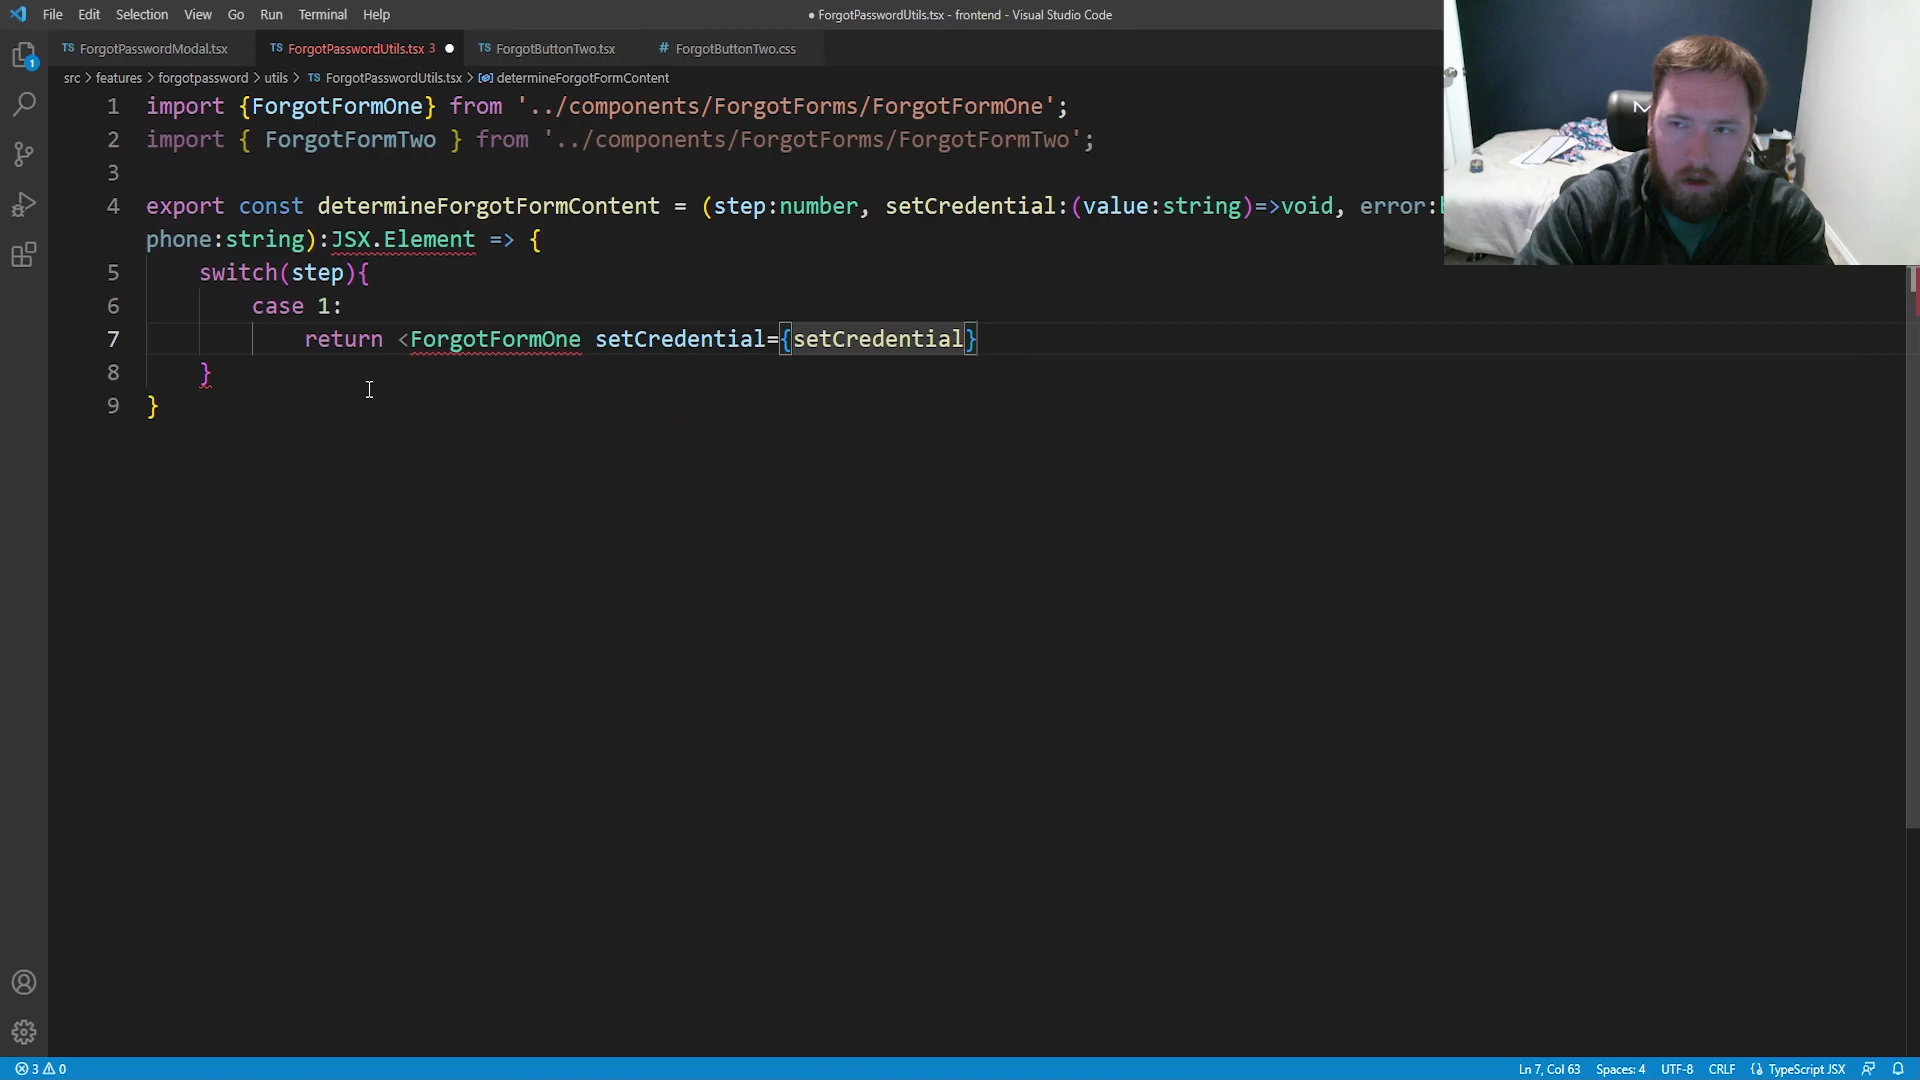 File Edit Selection View Go Run Terminal Help
● ForgotPasswordUtils.tsx - frontend - Visual Studio Code
TS ForgotPasswordModal.tsx
TS ForgotPasswordUtils.tsx 3 ●
TS ForgotButtonTwo.tsx
# ForgotButtonTwo.css
src > features > forgotpassword > utils > TS ForgotPasswordUtils.tsx > determineForgotFormContent
1 import {ForgotFormOne} from '../components/ForgotForms/ForgotFormOne';
2 import { ForgotFormTwo } from '../components/ForgotForms/ForgotFormTwo';
3
4 export const determineForgotFormContent = (step:number, setCredential:(value:string)=>void, error:
phone:string):JSX.Element => {
5 switch(step){
6 case 1:
7 return <ForgotFormOne setCredential={setCredential}
8 }
9 }
1
3 0
Ln 7, Col 63 Spaces: 4 UTF-8 CRLF {} TypeScript JSX